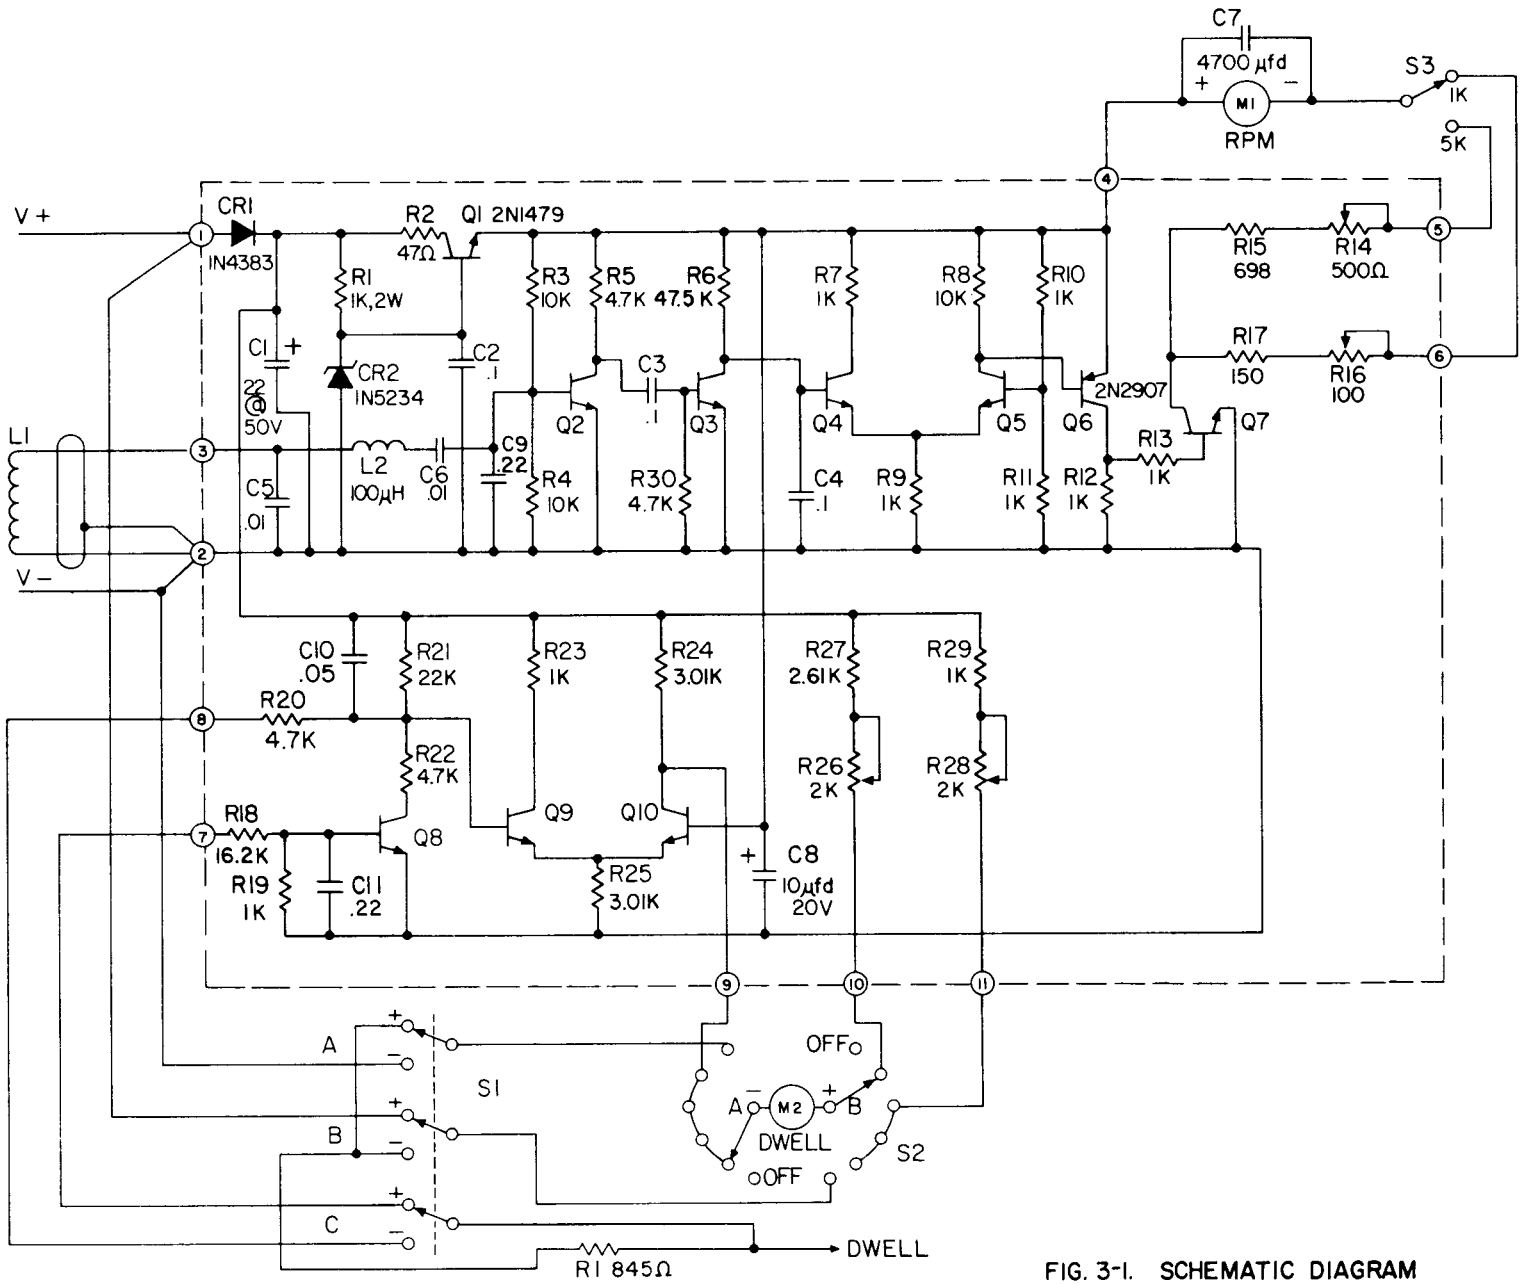 C7
4700 µfd
+ −
M1
RPM
S3
1K
5K
4
V+
1
CR1
1N4383
R2
47Ω
Q1 2N1479
R1
1K,2W
R3
10K
R5
4.7K
R6
47.5K
R7
1K
R8
10K
R10
1K
R15
698
R14
500Ω
5
C1
+
22
@
50V
CR2
1N5234
C2
.1
C3
.1
Q2
Q3
Q4
Q5
Q6
2N2907
R17
150
R16
100
6
Q7
L1
3
C5
.01
L2
100µH
C6
.01
C9
.22
R4
10K
R30
4.7K
C4
.1
R9
1K
R11
1K
R12
1K
R13
1K
2
V−
C10
.05
R21
22K
R23
1K
R24
3.01K
R27
2.61K
R29
1K
8
R20
4.7K
R22
4.7K
R26
2K
R28
2K
7
R18
16.2K
R19
1K
C11
.22
Q8
Q9
Q10
R25
3.01K
+
C8
10µfd
20V
9
10
11
A
+
−
S1
B
+
−
C
+
−
OFF
A
−
M2
+
B
DWELL
S2
OFF
R1 845Ω
DWELL
FIG. 3-1. SCHEMATIC DIAGRAM